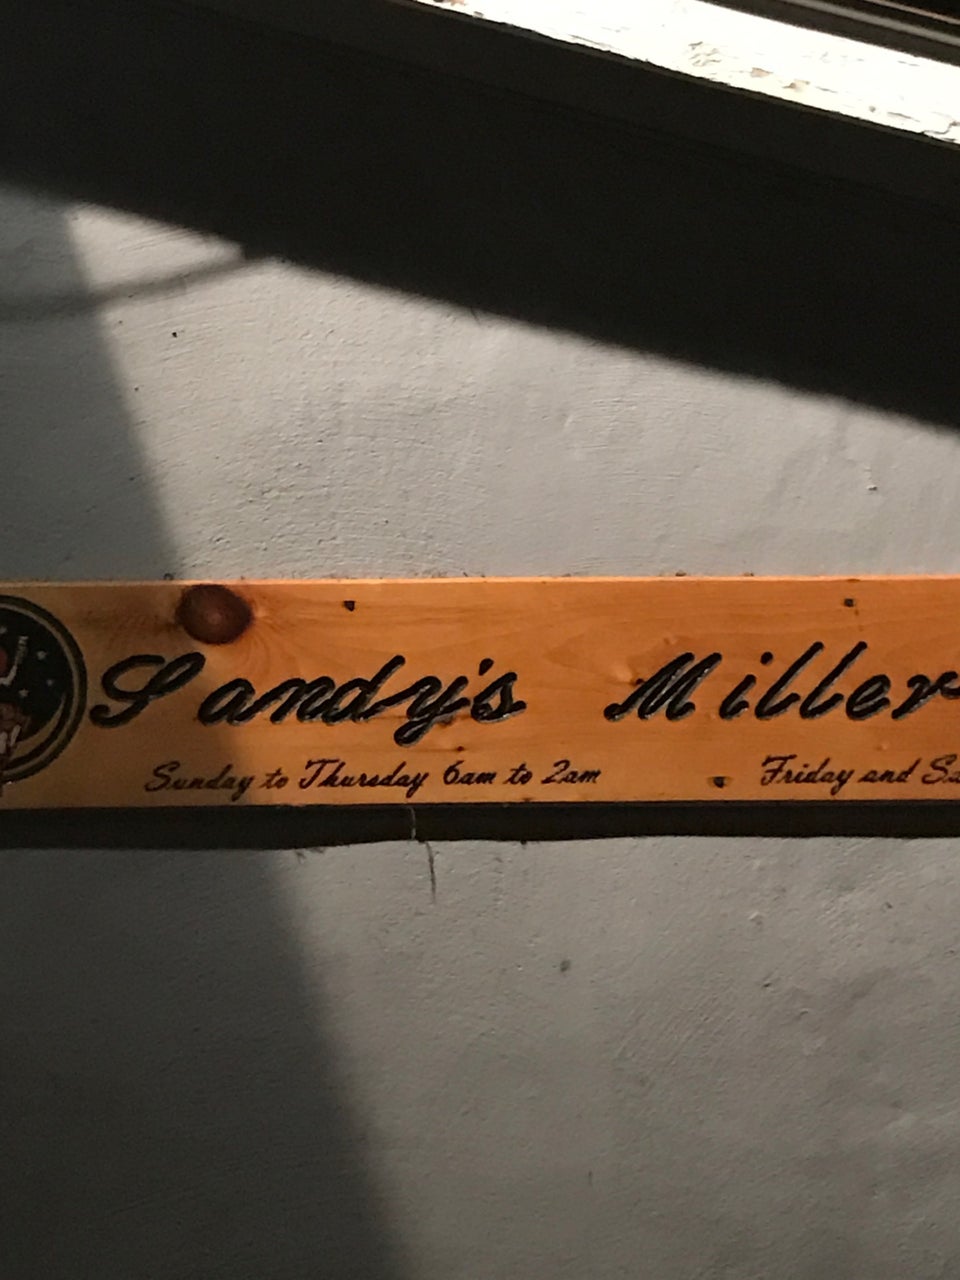 Sandy's Miller
Sunday to Thursday 6am to 2am Friday and